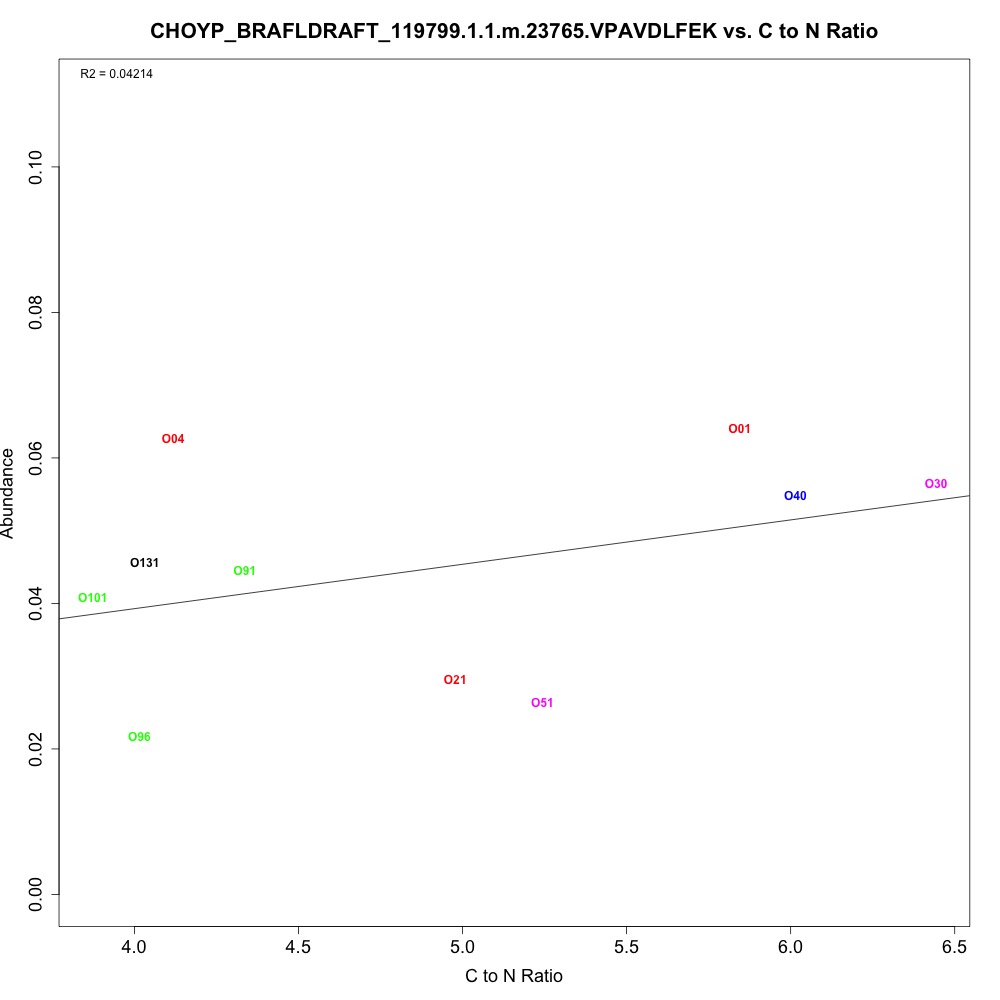 CHOYP_BRAFLDRAFT_119799.1.1.m.23765.VPAVDLFEK vs. C to N Ratio
R2 = 0.04214
0.10
0.08
0.06
0.04
0.02
0.00
Abundance
O04
O01
O30
O40
O131
O91
O101
O21
O51
O96
4.0 4.5 5.0 5.5 6.0 6.5
C to N Ratio